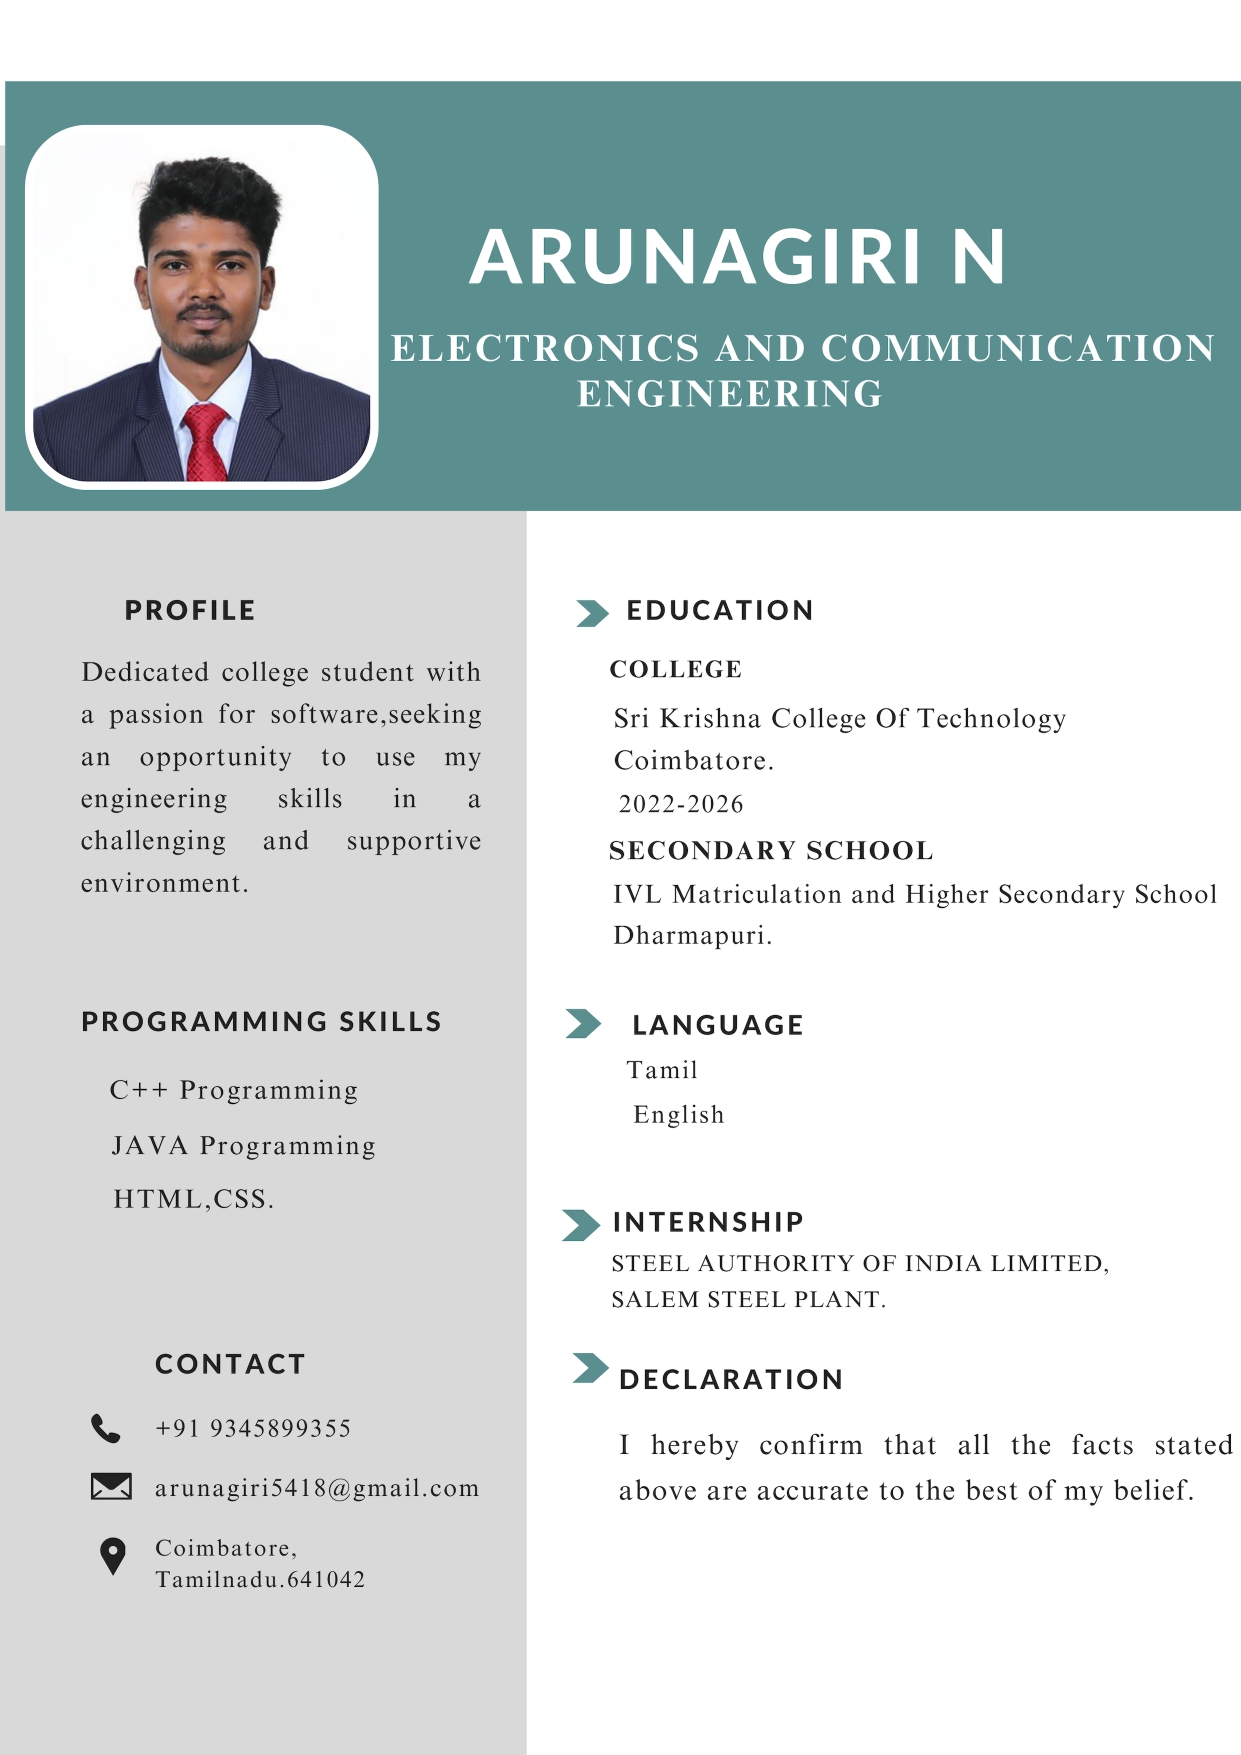 ARUNAGIRI N
ELECTRONICS AND COMMUNICATION
ENGINEERING
PROFILE
Dedicated college student with
a passion for software,seeking
an opportunity to use my
engineering skills in a
challenging and supportive
environment.
PROGRAMMING SKILLS
C++ Programming
JAVA Programming
HTML,CSS.
CONTACT
+91 9345899355
arunagiri5418@gmail.com
Coimbatore,
Tamilnadu.641042
EDUCATION
COLLEGE
Sri Krishna College Of Technology
Coimbatore.
2022-2026
SECONDARY SCHOOL
IVL Matriculation and Higher Secondary School
Dharmapuri.
LANGUAGE
Tamil
English
INTERNSHIP
STEEL AUTHORITY OF INDIA LIMITED,
SALEM STEEL PLANT.
DECLARATION
I hereby confirm that all the facts stated
above are accurate to the best of my belief.